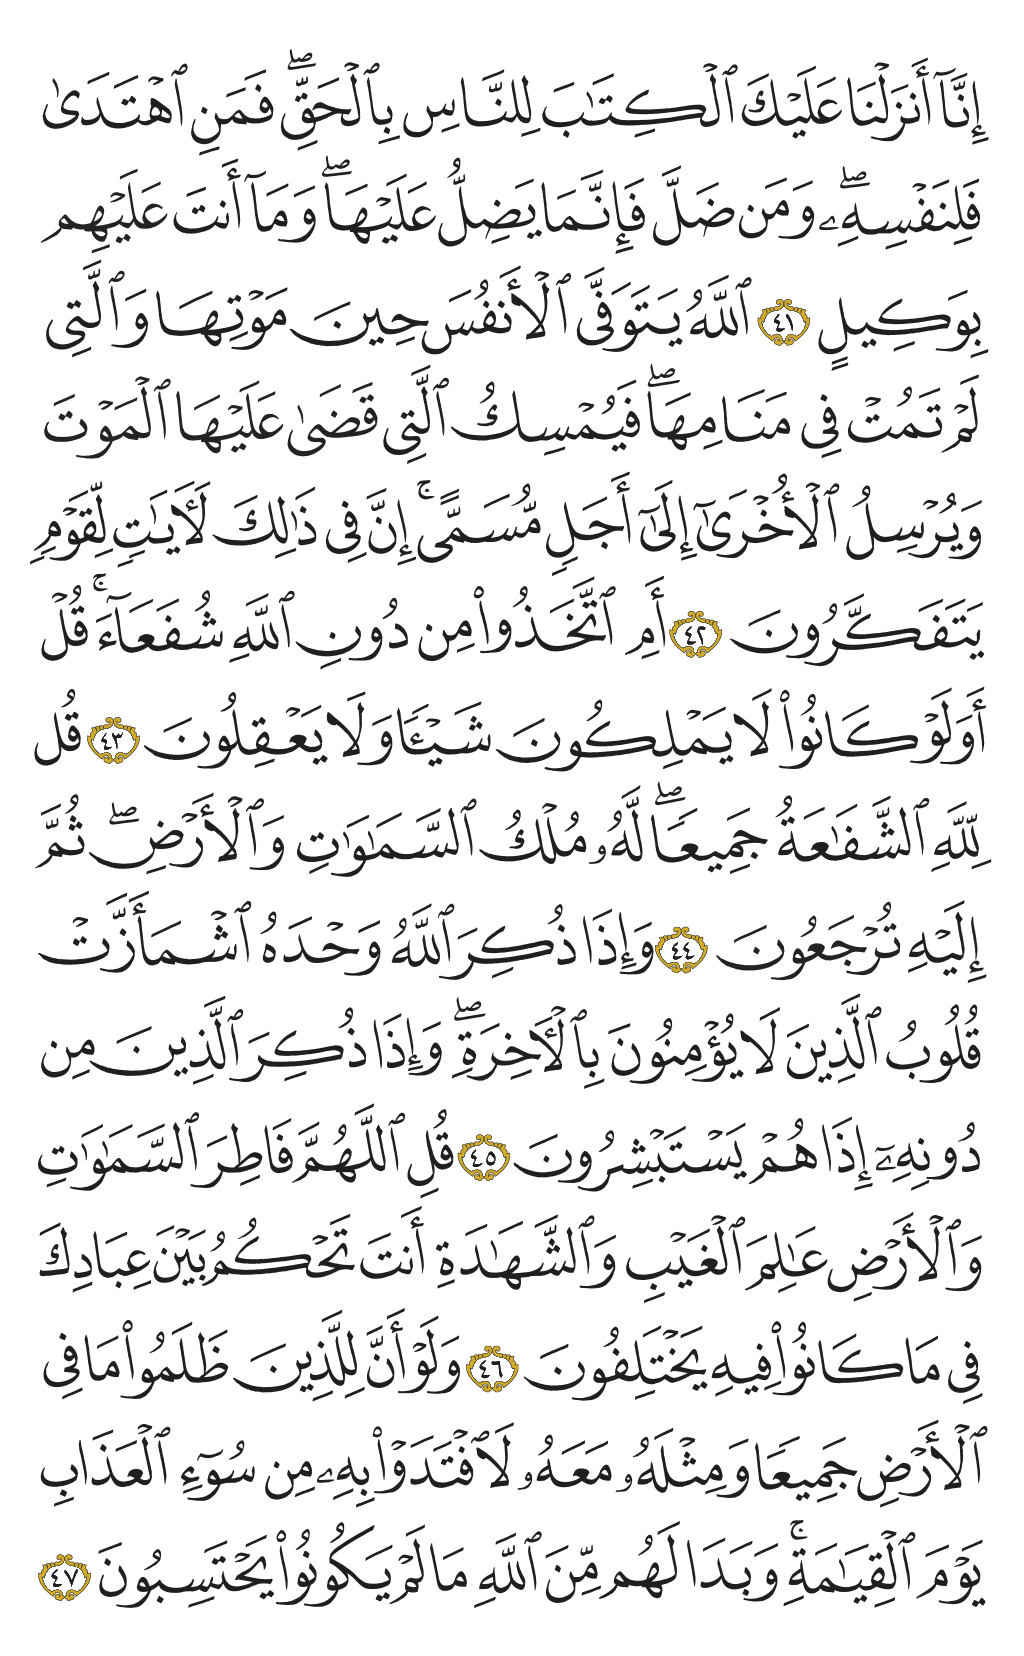 إِنَّآ أَنزَلۡنَا عَلَيۡكَ ٱلۡكِتَٰبَ لِلنَّاسِ بِٱلۡحَقِّۖ فَمَنِ ٱهۡتَدَىٰ
فَلِنَفۡسِهِۦۖ وَمَن ضَلَّ فَإِنَّمَا يَضِلُّ عَلَيۡهَاۖ وَمَآ أَنتَ عَلَيۡهِم
بِوَكِيلٍ ٤١ ٱللَّهُ يَتَوَفَّى ٱلۡأَنفُسَ حِينَ مَوۡتِهَا وَٱلَّتِي
لَمۡ تَمُتۡ فِي مَنَامِهَاۖ فَيُمۡسِكُ ٱلَّتِي قَضَىٰ عَلَيۡهَا ٱلۡمَوۡتَ
وَيُرۡسِلُ ٱلۡأُخۡرَىٰٓ إِلَىٰٓ أَجَلٖ مُّسَمًّىۚ إِنَّ فِي ذَٰلِكَ لَأٓيَٰتٖ لِّقَوۡمٖ
يَتَفَكَّرُونَ ٤٢ أَمِ ٱتَّخَذُواْ مِن دُونِ ٱللَّهِ شُفَعَآءَۚ قُلۡ
أَوَلَوۡ كَانُواْ لَا يَمۡلِكُونَ شَيۡـٔٗا وَلَا يَعۡقِلُونَ ٤٣ قُل
لِّلَّهِ ٱلشَّفَٰعَةُ جَمِيعٗاۖ لَّهُۥ مُلۡكُ ٱلسَّمَٰوَٰتِ وَٱلۡأَرۡضِۖ ثُمَّ
إِلَيۡهِ تُرۡجَعُونَ ٤٤ وَإِذَا ذُكِرَ ٱللَّهُ وَحۡدَهُ ٱشۡمَأَزَّتۡ
قُلُوبُ ٱلَّذِينَ لَا يُؤۡمِنُونَ بِٱلۡأٓخِرَةِۖ وَإِذَا ذُكِرَ ٱلَّذِينَ مِن
دُونِهِۦٓ إِذَا هُمۡ يَسۡتَبۡشِرُونَ ٤٥ قُلِ ٱللَّهُمَّ فَاطِرَ ٱلسَّمَٰوَٰتِ
وَٱلۡأَرۡضِ عَٰلِمَ ٱلۡغَيۡبِ وَٱلشَّهَٰدَةِ أَنتَ تَحۡكُمُ بَيۡنَ عِبَادِكَ
فِي مَا كَانُواْ فِيهِ يَخۡتَلِفُونَ ٤٦ وَلَوۡ أَنَّ لِلَّذِينَ ظَلَمُواْ مَا فِي
ٱلۡأَرۡضِ جَمِيعٗا وَمِثۡلَهُۥ مَعَهُۥ لَٱفۡتَدَوۡاْ بِهِۦ مِن سُوٓءِ ٱلۡعَذَابِ
يَوۡمَ ٱلۡقِيَٰمَةِۚ وَبَدَا لَهُم مِّنَ ٱللَّهِ مَا لَمۡ يَكُونُواْ يَحۡتَسِبُونَ ٤٧